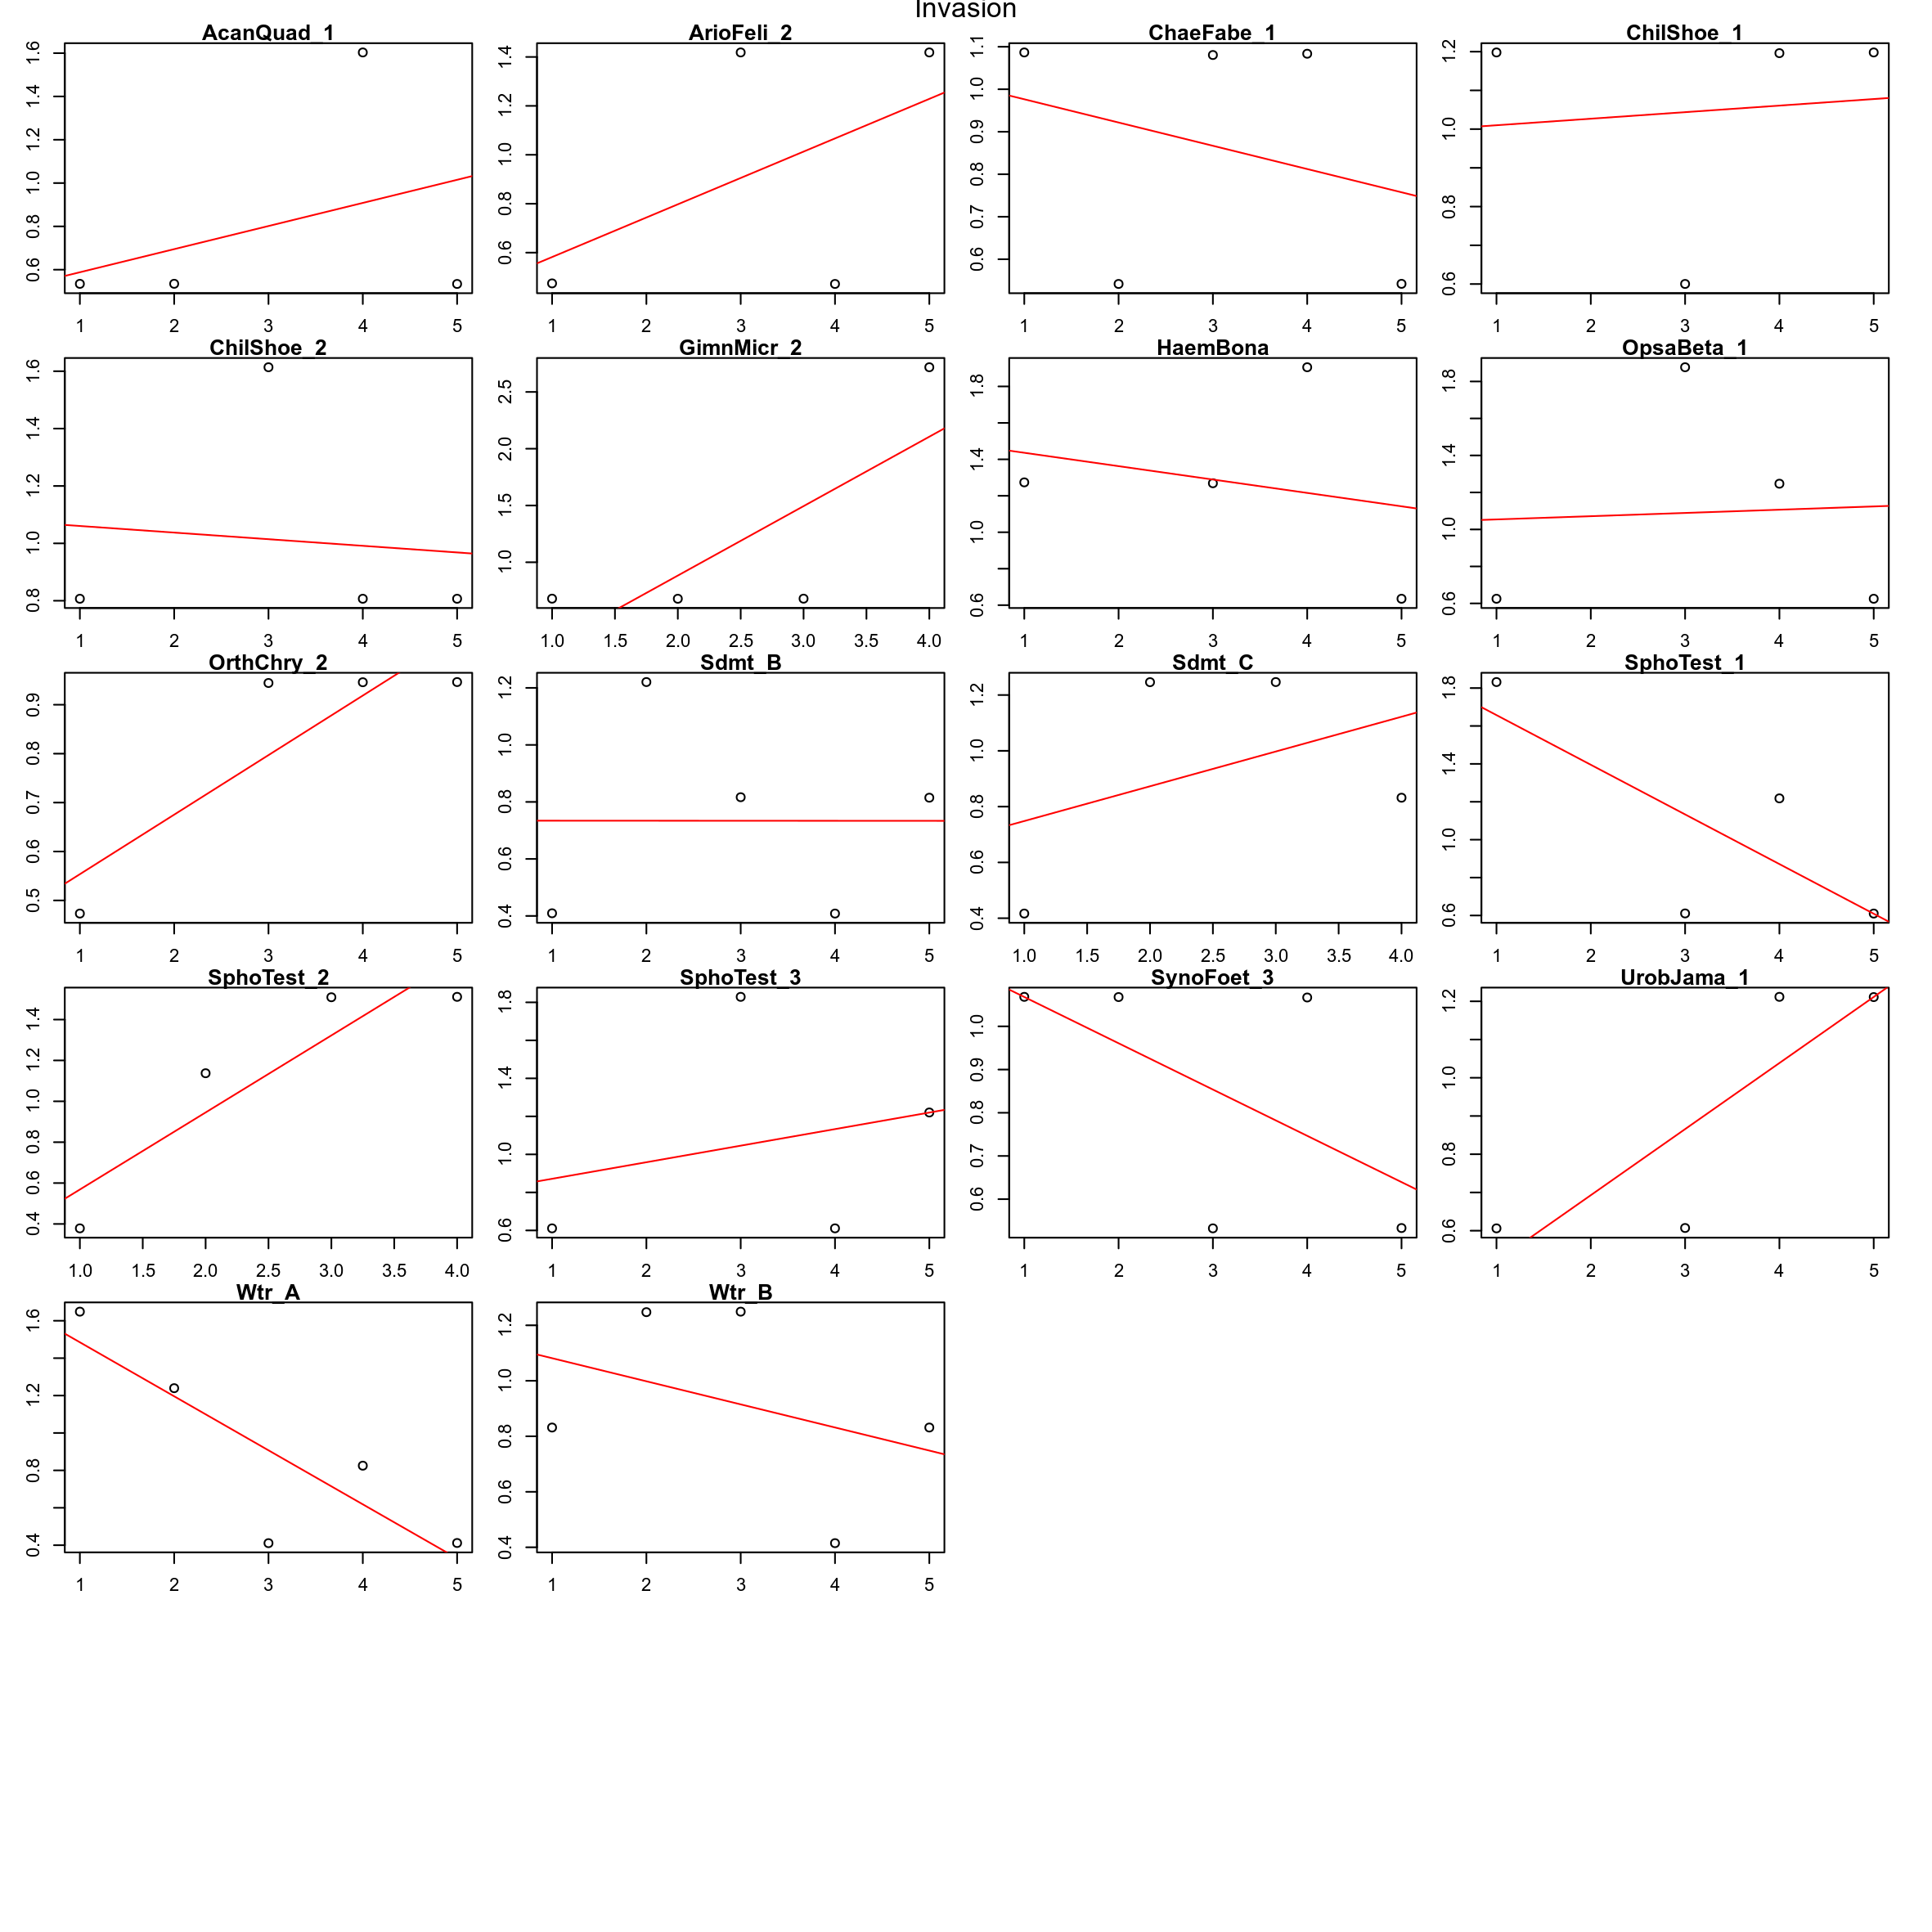 Invasion
AcanQuad_1
1.6
1.4
1.2
1.0
0.8
0.6
1 2 3 4 5
ArioFeli_2
1.4
1.2
1.0
0.8
0.6
1 2 3 4 5
ChaeFabe_1
1.1
1.0
0.9
0.8
0.7
0.6
1 2 3 4 5
ChilShoe_1
1.2
1.0
0.8
0.6
1 2 3 4 5
ChilShoe_2
1.6
1.4
1.2
1.0
0.8
1 2 3 4 5
GimnMicr_2
2.5
2.0
1.5
1.0
1.0 1.5 2.0 2.5 3.0 3.5 4.0
HaemBona
1.8
1.4
1.0
0.6
1 2 3 4 5
OpsaBeta_1
1.8
1.4
1.0
0.6
1 2 3 4 5
OrthChry_2
0.9
0.8
0.7
0.6
0.5
1 2 3 4 5
Sdmt_B
1.2
1.0
0.8
0.6
0.4
1 2 3 4 5
Sdmt_C
1.2
1.0
0.8
0.6
0.4
1.0 1.5 2.0 2.5 3.0 3.5 4.0
SphoTest_1
1.8
1.4
1.0
0.6
1 2 3 4 5
SphoTest_2
1.4
1.2
1.0
0.8
0.6
0.4
1.0 1.5 2.0 2.5 3.0 3.5 4.0
SphoTest_3
1.8
1.4
1.0
0.6
1 2 3 4 5
SynoFoet_3
1.0
0.9
0.8
0.7
0.6
1 2 3 4 5
UrobJama_1
1.2
1.0
0.8
0.6
1 2 3 4 5
Wtr_A
1.6
1.2
0.8
0.4
1 2 3 4 5
Wtr_B
1.2
1.0
0.8
0.6
0.4
1 2 3 4 5